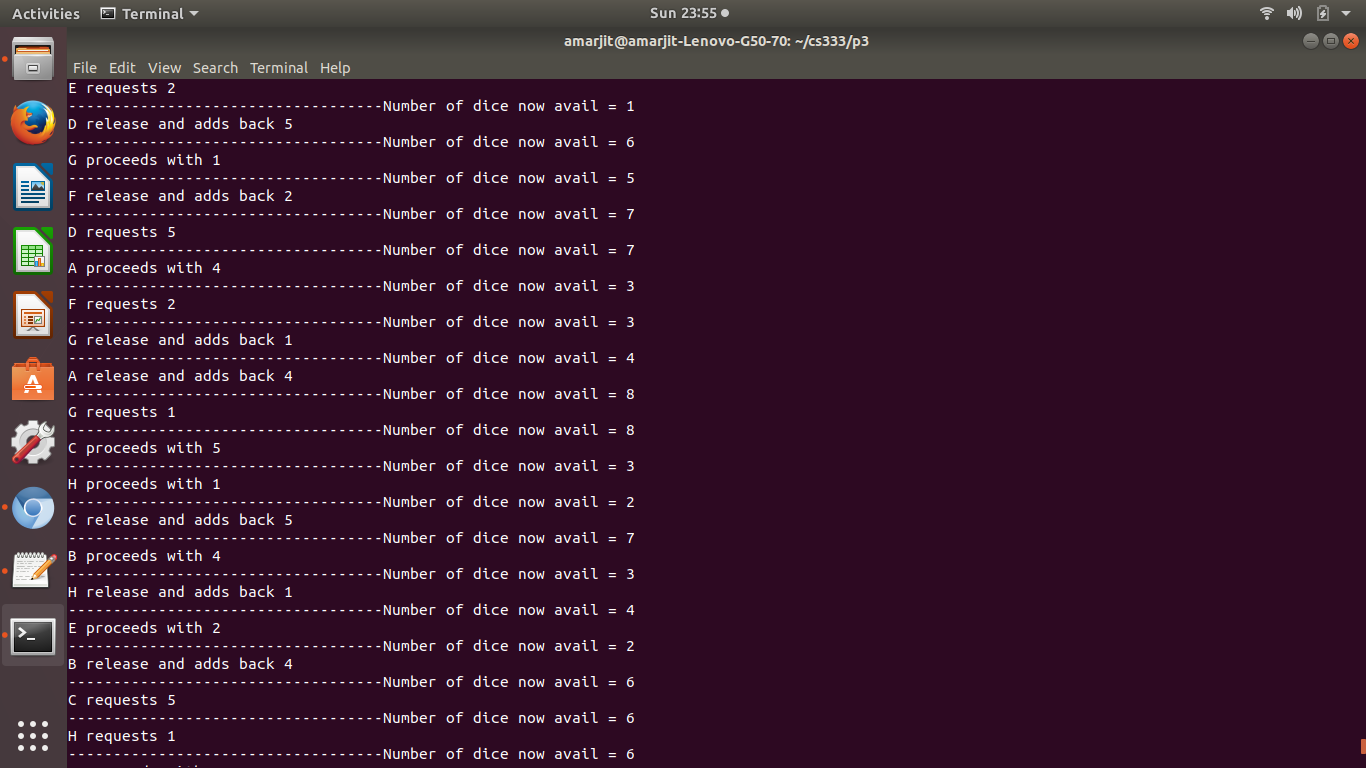 Activities Terminal Sun 23:55
amarjit@amarjit-Lenovo-G50-70: ~/cs333/p3
File Edit View Search Terminal Help
E requests 2
-----------------------------------Number of dice now avail = 1
D release and adds back 5
-----------------------------------Number of dice now avail = 6
G proceeds with 1
-----------------------------------Number of dice now avail = 5
F release and adds back 2
-----------------------------------Number of dice now avail = 7
D requests 5
-----------------------------------Number of dice now avail = 7
A proceeds with 4
-----------------------------------Number of dice now avail = 3
F requests 2
-----------------------------------Number of dice now avail = 3
G release and adds back 1
-----------------------------------Number of dice now avail = 4
A release and adds back 4
-----------------------------------Number of dice now avail = 8
G requests 1
-----------------------------------Number of dice now avail = 8
C proceeds with 5
-----------------------------------Number of dice now avail = 3
H proceeds with 1
-----------------------------------Number of dice now avail = 2
C release and adds back 5
-----------------------------------Number of dice now avail = 7
B proceeds with 4
-----------------------------------Number of dice now avail = 3
H release and adds back 1
-----------------------------------Number of dice now avail = 4
E proceeds with 2
-----------------------------------Number of dice now avail = 2
B release and adds back 4
-----------------------------------Number of dice now avail = 6
C requests 5
-----------------------------------Number of dice now avail = 6
H requests 1
-----------------------------------Number of dice now avail = 6